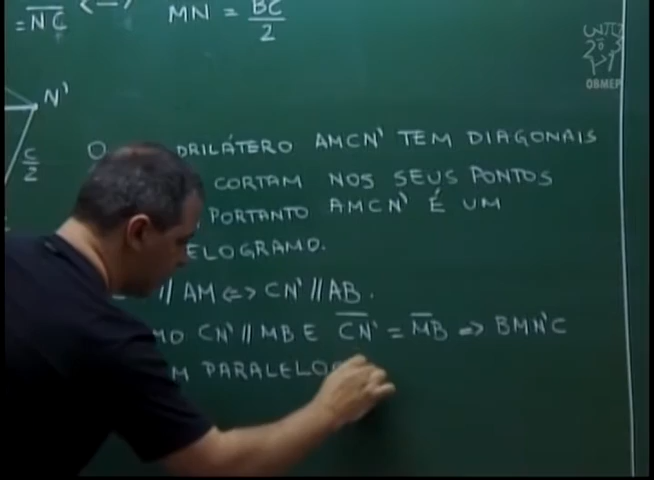 = NC <=> MN = BC/2
N'
c/2
O DRILÁTERO AMCN' TEM DIAGONAIS
CORTAM NOS SEUS PONTOS
PORTANTO AMCN' É UM
ELOGRAMO.
// AM <=> CN' // AB.
MO CN' // MB E CN' = MB => BMN'C
M PARALELO
OBMEP